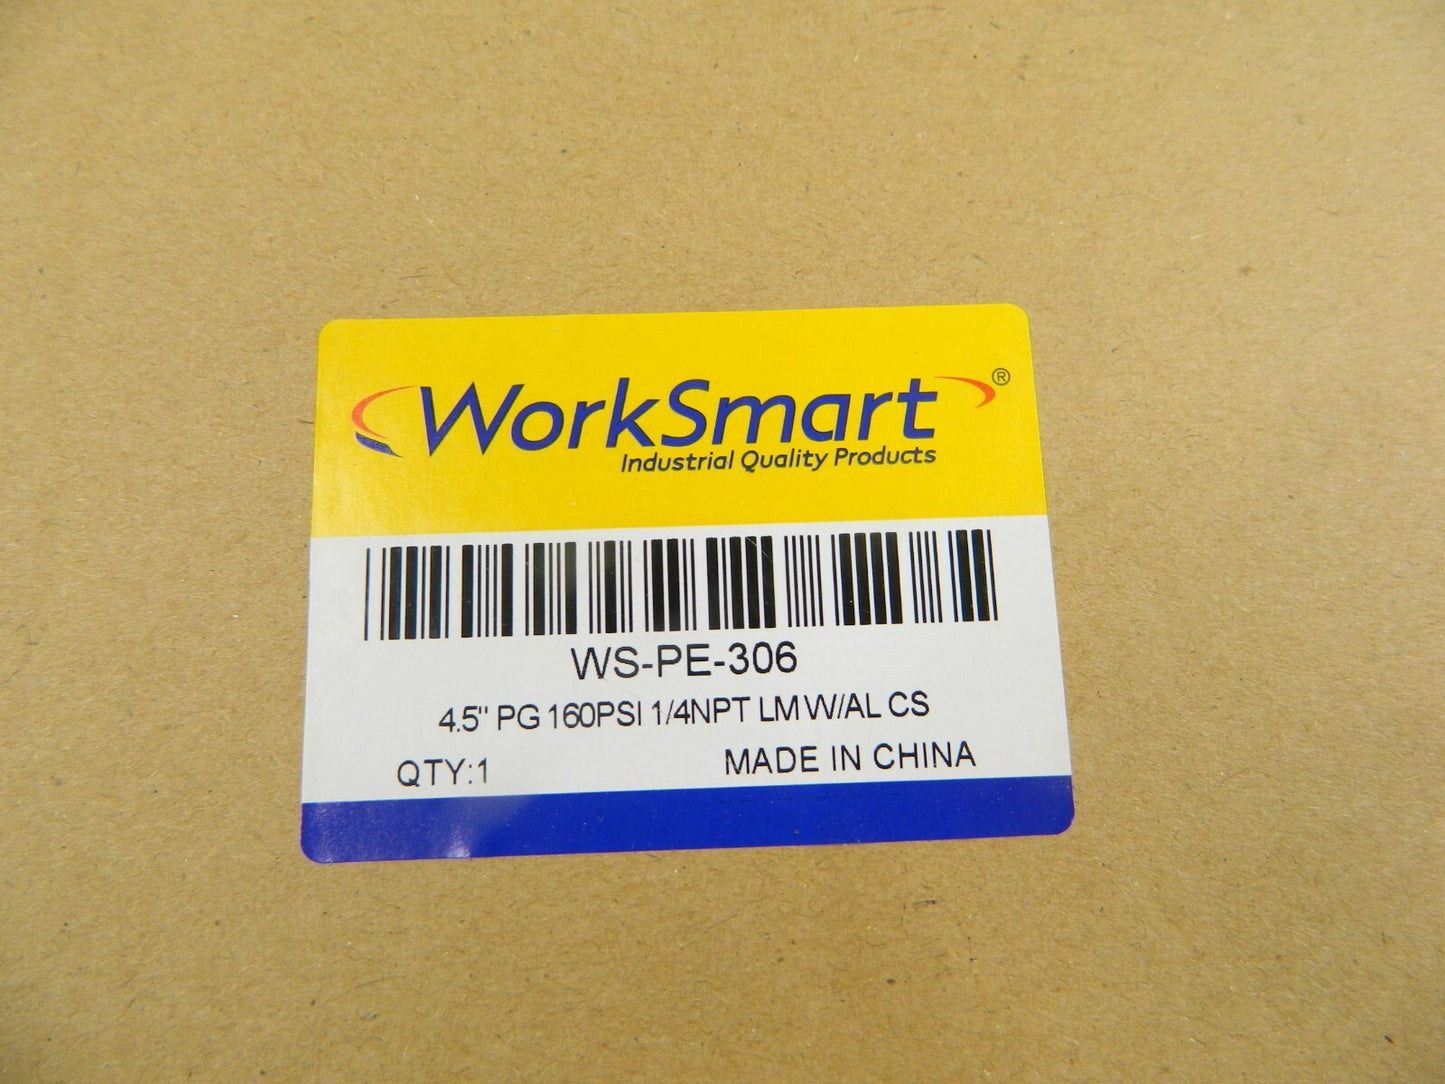 WorkSmart®
Industrial Quality Products
WS-PE-306
4.5" PG 160PSI 1/4NPT LM W/AL CS
QTY:1 MADE IN CHINA